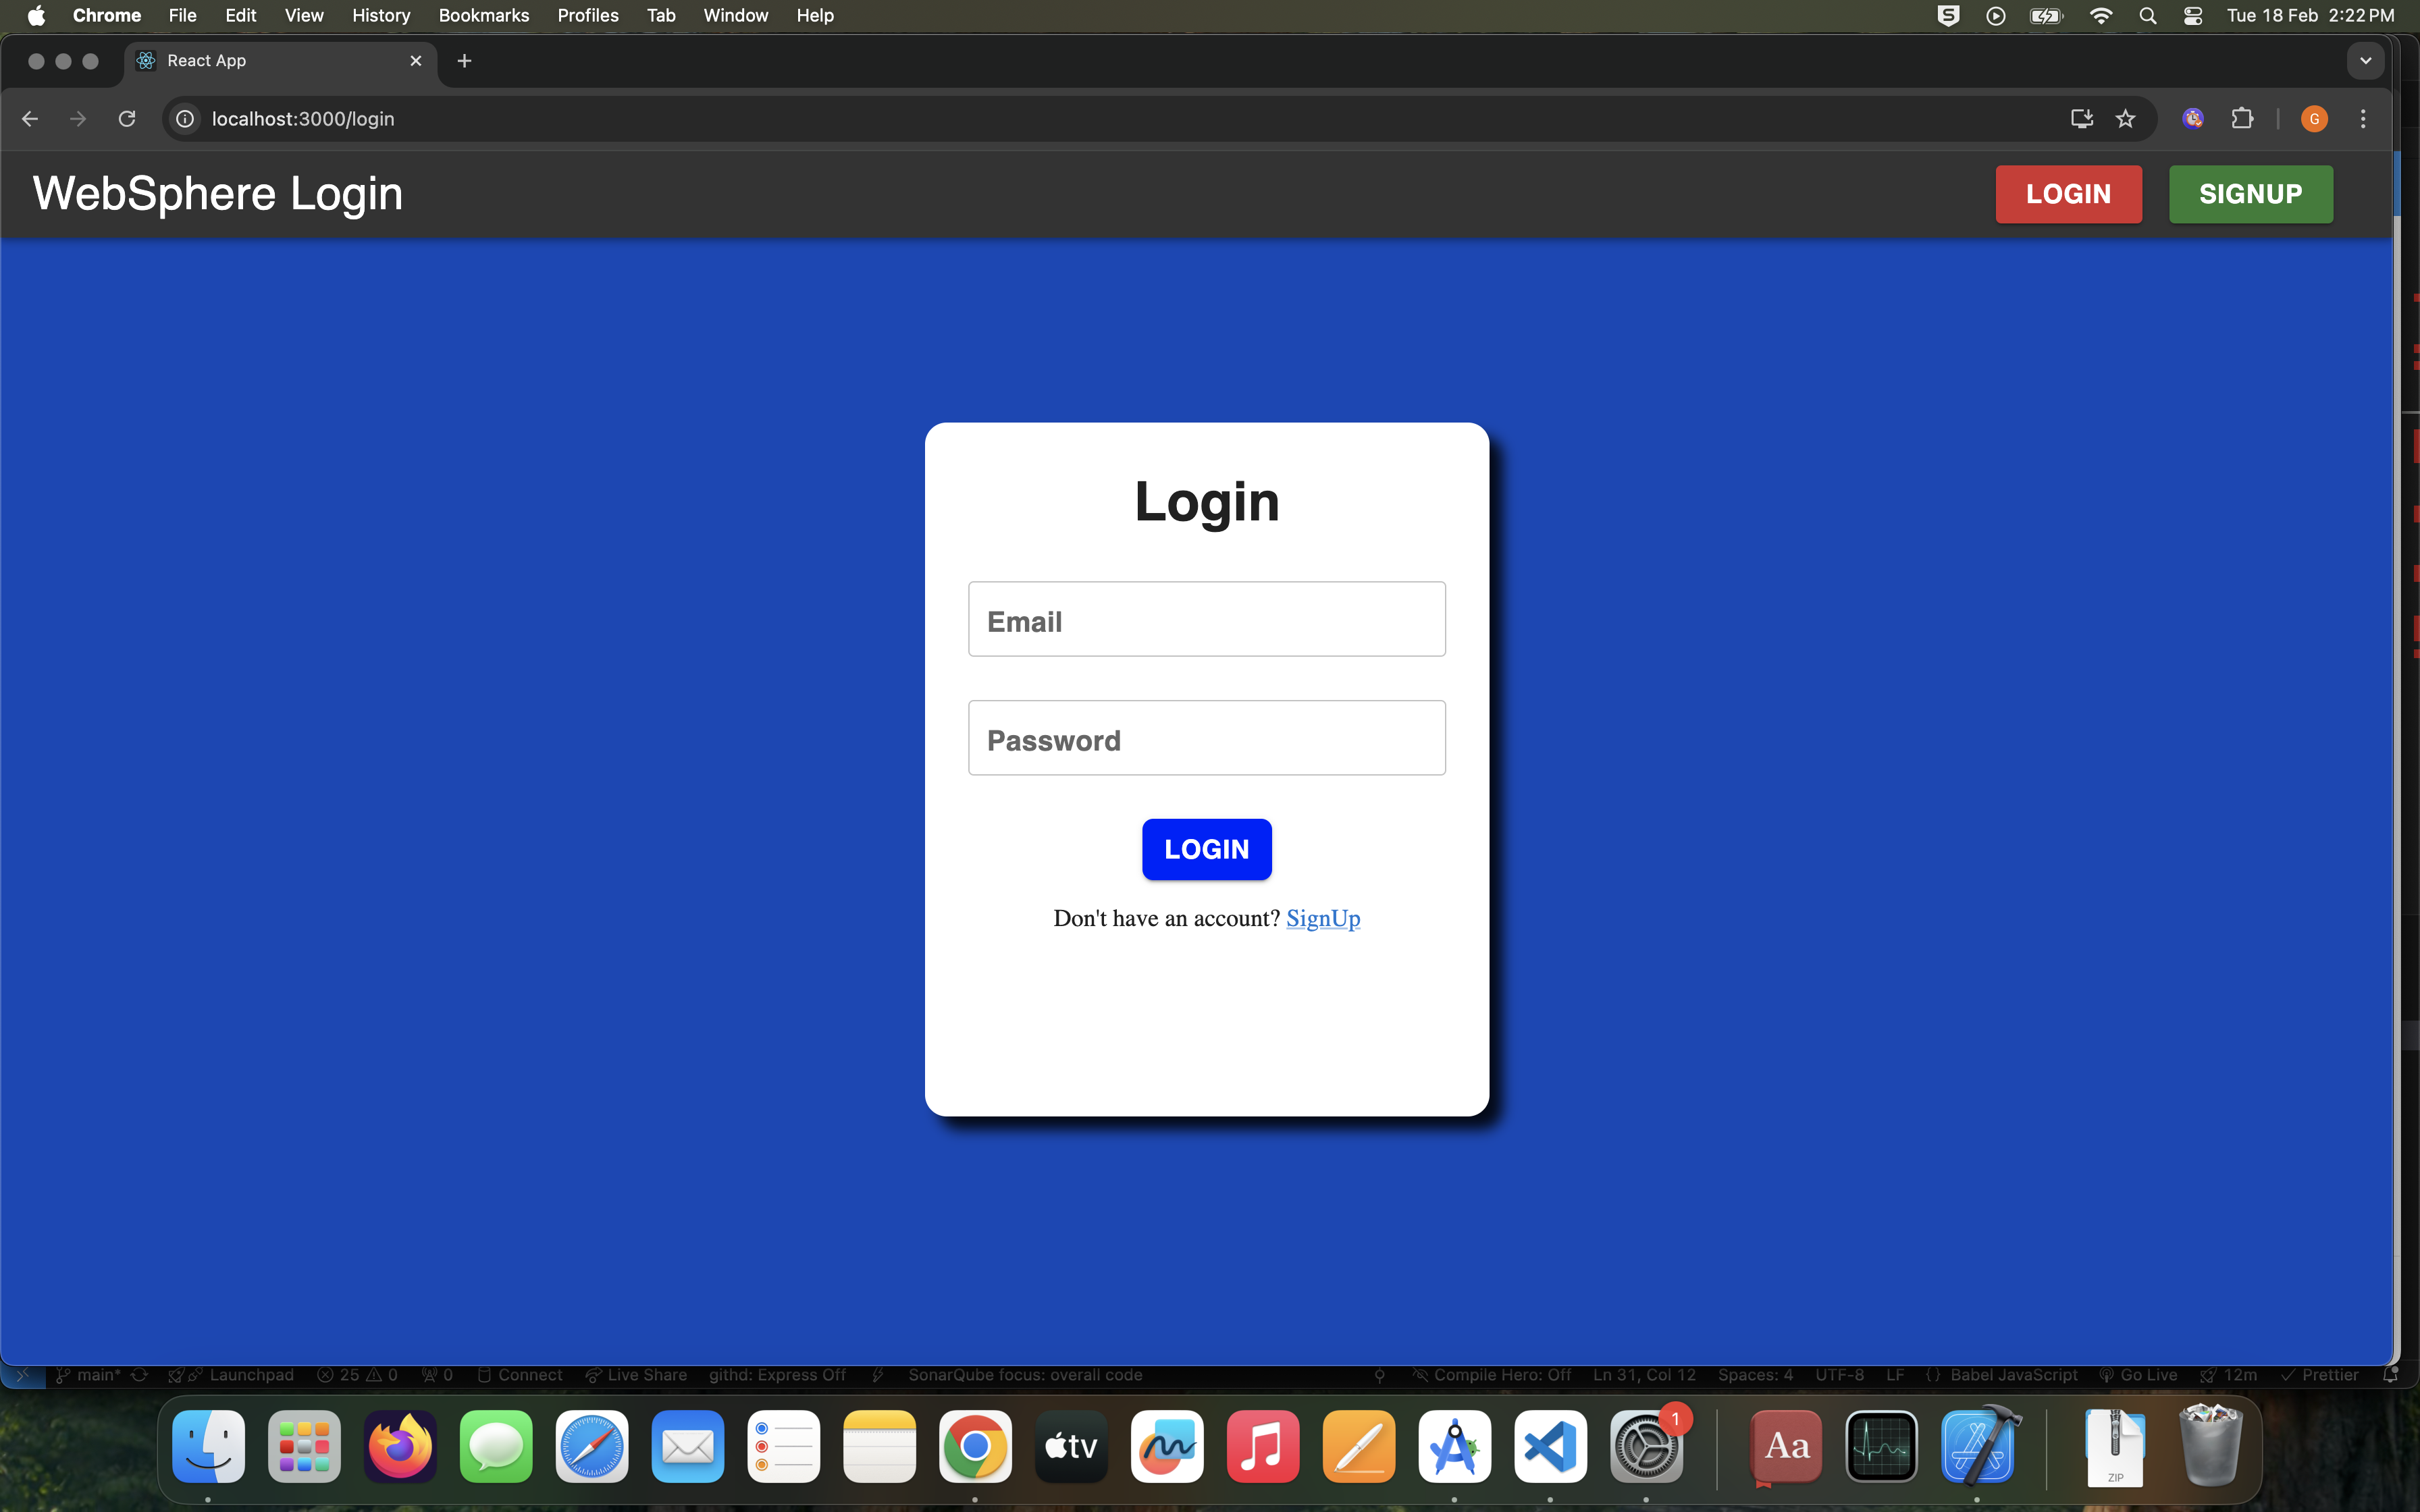 Chrome File Edit View History Bookmarks Profiles Tab Window Help S Tue 18 Feb 2:22 PM
React App
localhost:3000/login G
WebSphere Login LOGIN SIGNUP
Login
Email
Password
LOGIN
Don't have an account? SignUp
main* Launchpad 25 0 0 Connect Live Share githd: Express Off SonarQube focus: overall code Compile Hero: Off Ln 31, Col 12 Spaces: 4 UTF-8 LF {} Babel JavaScript Go Live 12m Prettier
tv 1 Aa ZIP